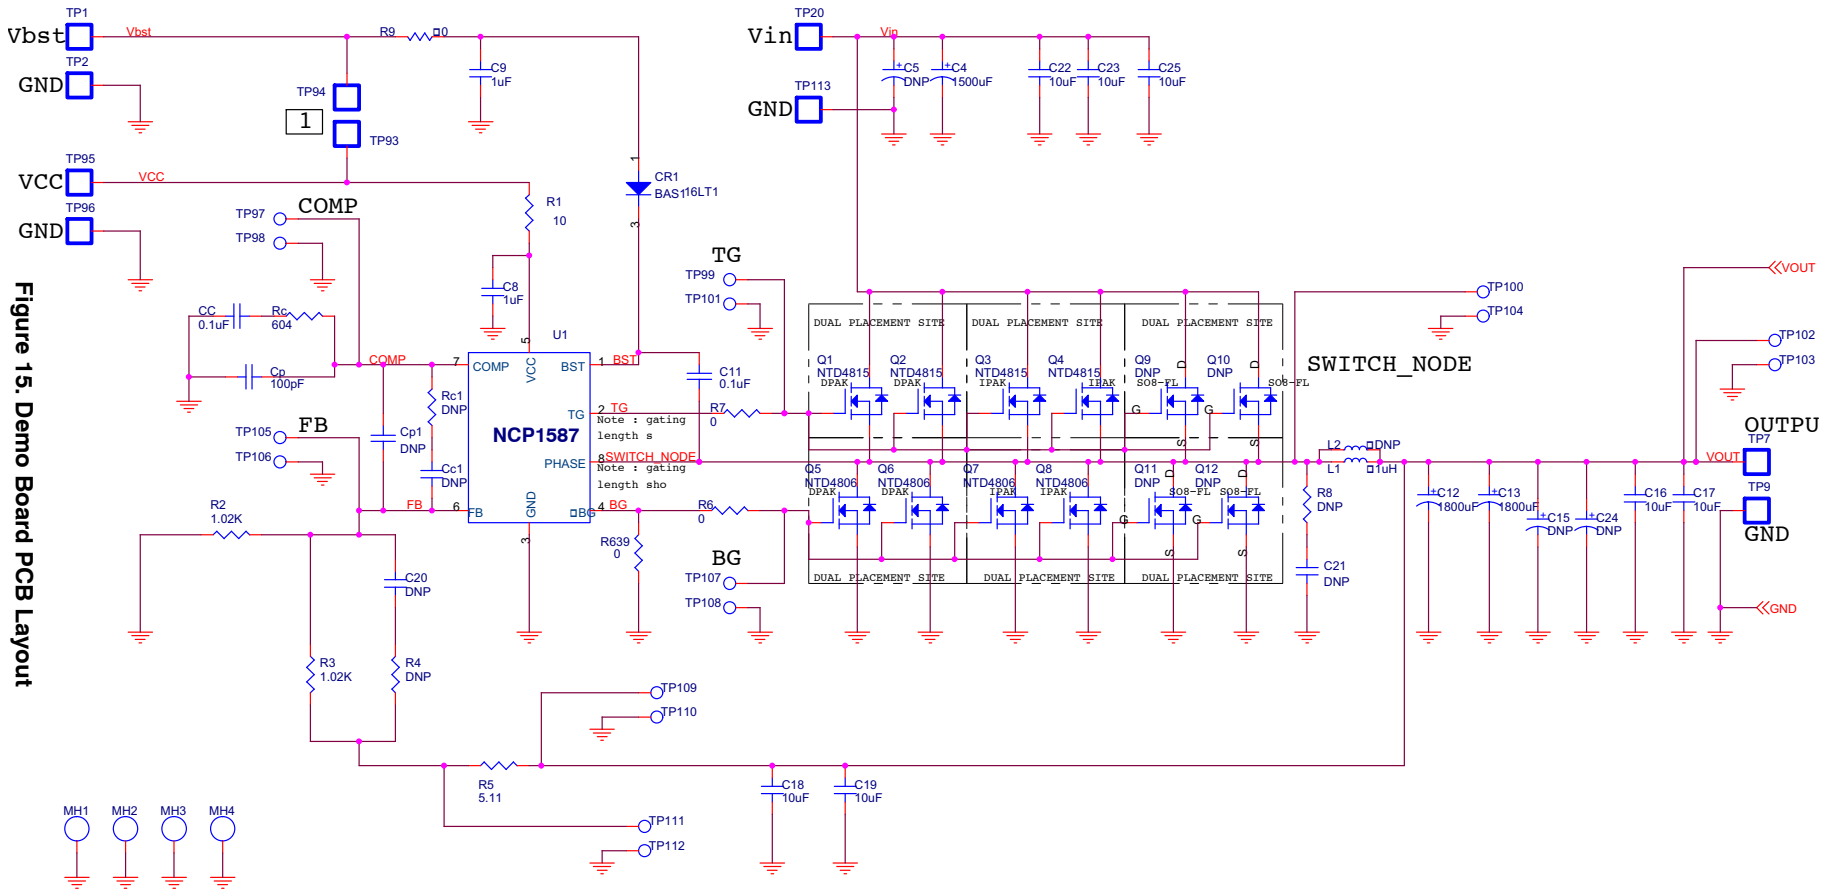 TP1
Vbst
Vbst
R9
0
TP20
Vin
Vin
TP2
GND
C9
1uF
C5
DNP
C4
1500uF
C22
10uF
C23
10uF
C25
10uF
TP94
1
TP93
TP113
GND
TP95
VCC
VCC
CR1
BAS116LT1
1
3
TP96
GND
TP97
COMP
TP98
R1
10
TG
TP99
TP101
C8
1uF
VOUT
TP100
TP104
TP102
TP103
CC
0.1uF
Rc
604
Cp
100pF
COMP
7
U1
5
COMP
VCC
BST
1
BST
C11
0.1uF
TG
2
TG
R7
0
Note : gating
length s
NCP1587
PHASE
8
SWITCH_NODE
Note : gating
length sho
GND
3
BG
4
BG
R6
0
FB
6
FB
Rc1
DNP
Cp1
DNP
Cc1
DNP
TP105
FB
TP106
DUAL PLACEMENT SITE
DUAL PLACEMENT SITE
DUAL PLACEMENT SITE
Q1
NTD4815
DPAK
Q2
NTD4815
DPAK
Q3
NTD4815
IPAK
Q4
NTD4815
IPAK
Q9
DNP
SO8-FL
D
G
S
Q10
DNP
SO8-FL
D
G
S
SWITCH_NODE
Q5
NTD4806
DPAK
Q6
NTD4806
DPAK
Q7
NTD4806
IPAK
Q8
NTD4806
IPAK
Q11
DNP
SO8-FL
D
G
S
Q12
DNP
SO8-FL
D
G
S
DUAL PLACEMENT SITE
DUAL PLACEMENT SITE
DUAL PLACEMENT SITE
L2
DNP
L1
1uH
OUTPU
TP7
VOUT
TP9
GND
GND
R8
DNP
C21
DNP
C12
1800uF
C13
1800uF
C15
DNP
C24
DNP
C16
10uF
C17
10uF
R2
1.02K
R639
0
BG
TP107
TP108
C20
DNP
R3
1.02K
R4
DNP
TP109
TP110
R5
5.11
C18
10uF
C19
10uF
TP111
TP112
MH1
MH2
MH3
MH4
Figure 15. Demo Board PCB Layout